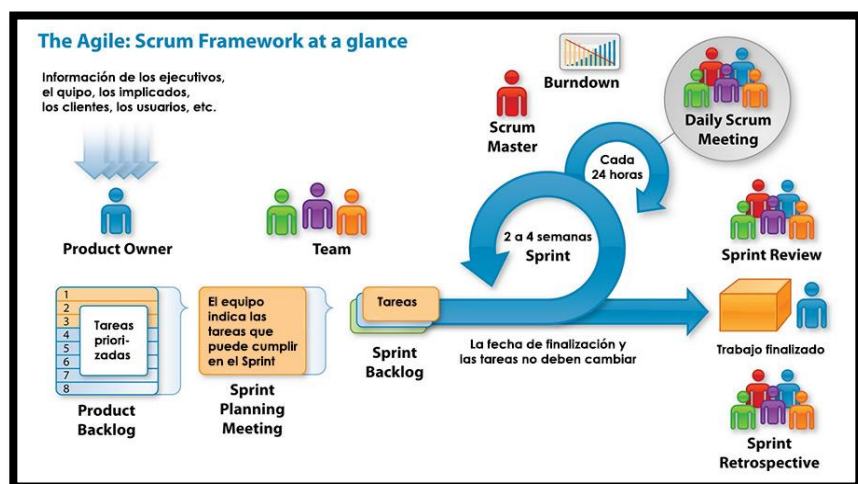 The Agile: Scrum Framework at a glance
Información de los ejecutivos,
el quipo, los implicados,
los clientes, los usuarios, etc.
Product Owner
Team
Scrum
Master
Burndown
Daily Scrum
Meeting
Cada
24 horas
2 a 4 semanas
Sprint
Sprint Review
1
2
3
4
5
6
7
8
Tareas
priori-
zadas
Product
Backlog
El equipo
indica las
tareas que
puede cumplir
en el Sprint
Sprint
Planning
Meeting
Tareas
Sprint
Backlog
La fecha de finalización y
las tareas no deben cambiar
Trabajo finalizado
Sprint
Retrospective